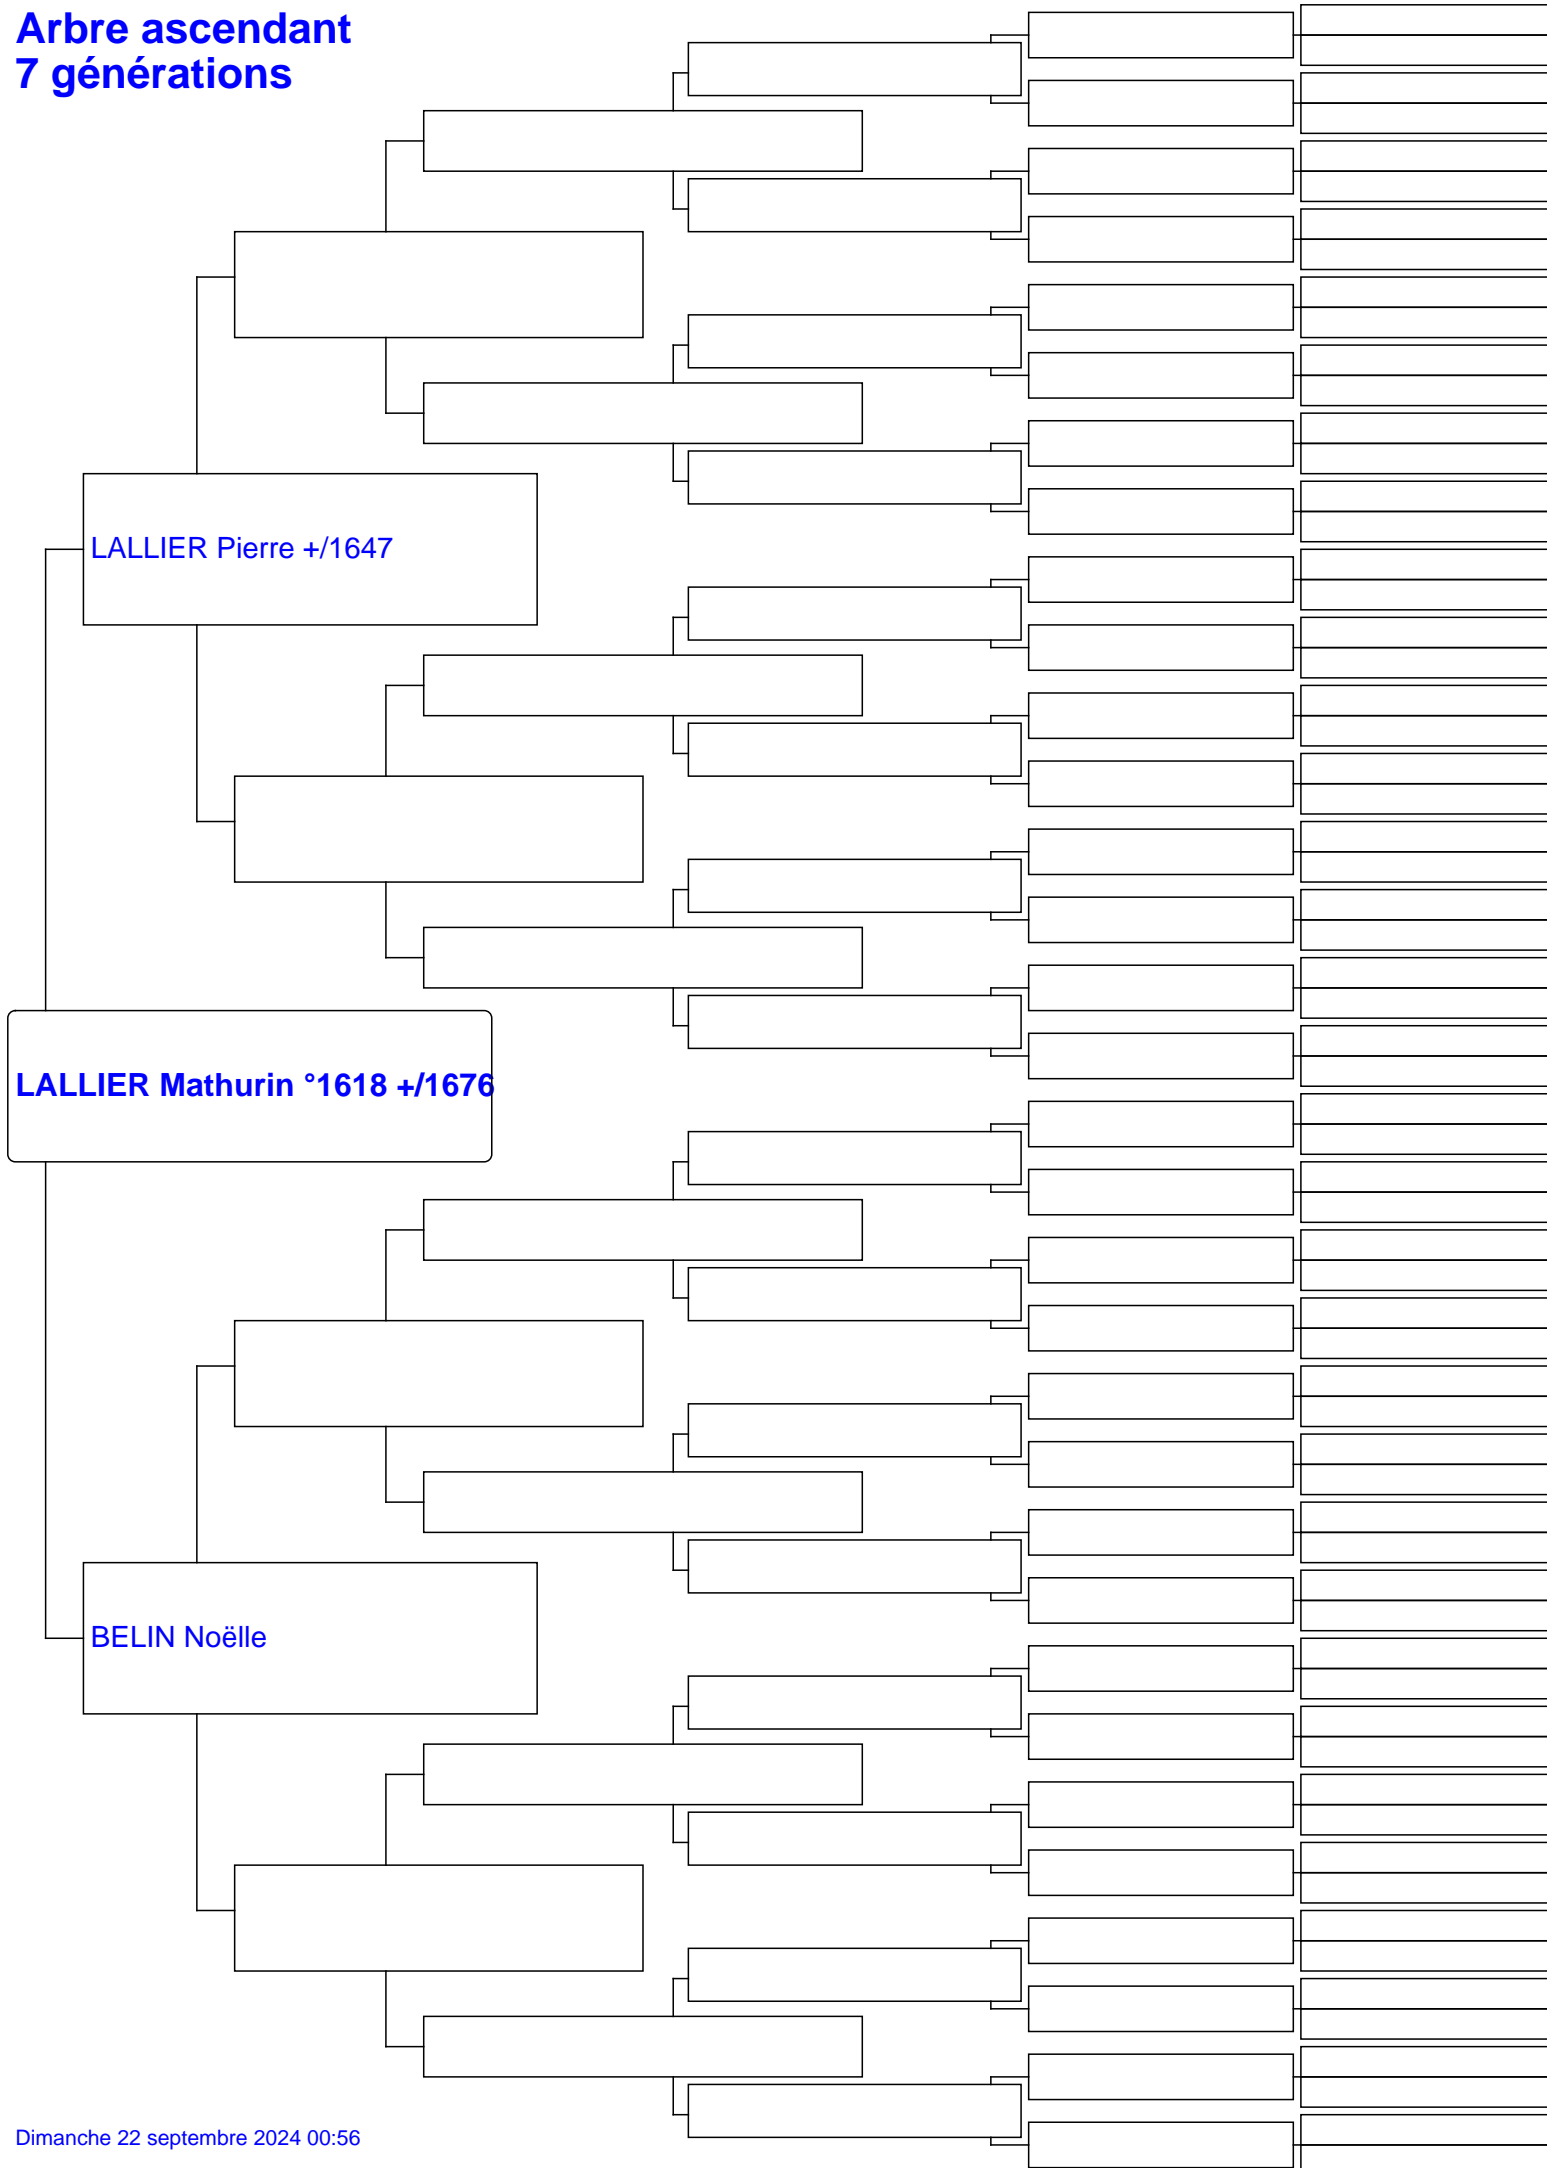 Arbre ascendant
7 générations
LALLIER Pierre +/1647
LALLIER Mathurin °1618 +/1676
BELIN Noëlle
Dimanche 22 septembre 2024 00:56